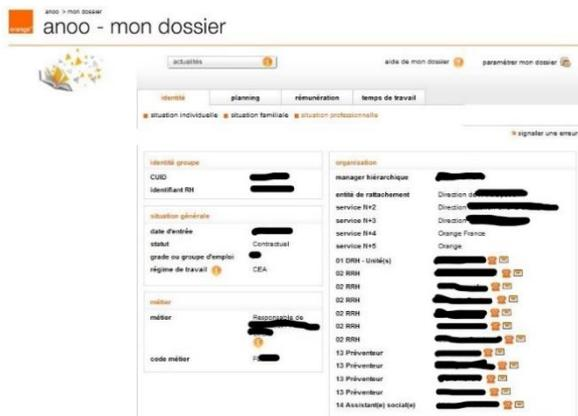 anoo > mon dossier
orange
anoo - mon dossier
actualités
aide de mon dossier
paramétrer mon dossier
identité planning rémunération temps de travail
situation individuelle situation familiale situation professionnelle
signaler une erreur
identité groupe
CUID
identifiant RH
situation générale
date d'entrée
statut Contractuel
grade ou groupe d'emploi
régime de travail CEA
métier
métier Responsable de
code métier
organisation
manager hiérarchique
entité de rattachement Direction
service N+2 Direction
service N+3 Direction
service N+4 Orange France
service N+5 Orange
01 DRH - Unité(s)
02 RRH
02 RRH
02 RRH
02 RRH
02 RRH
02 RRH
13 Préventeur
13 Préventeur
13 Préventeur
13 Préventeur
14 Assistant(e) social(e)